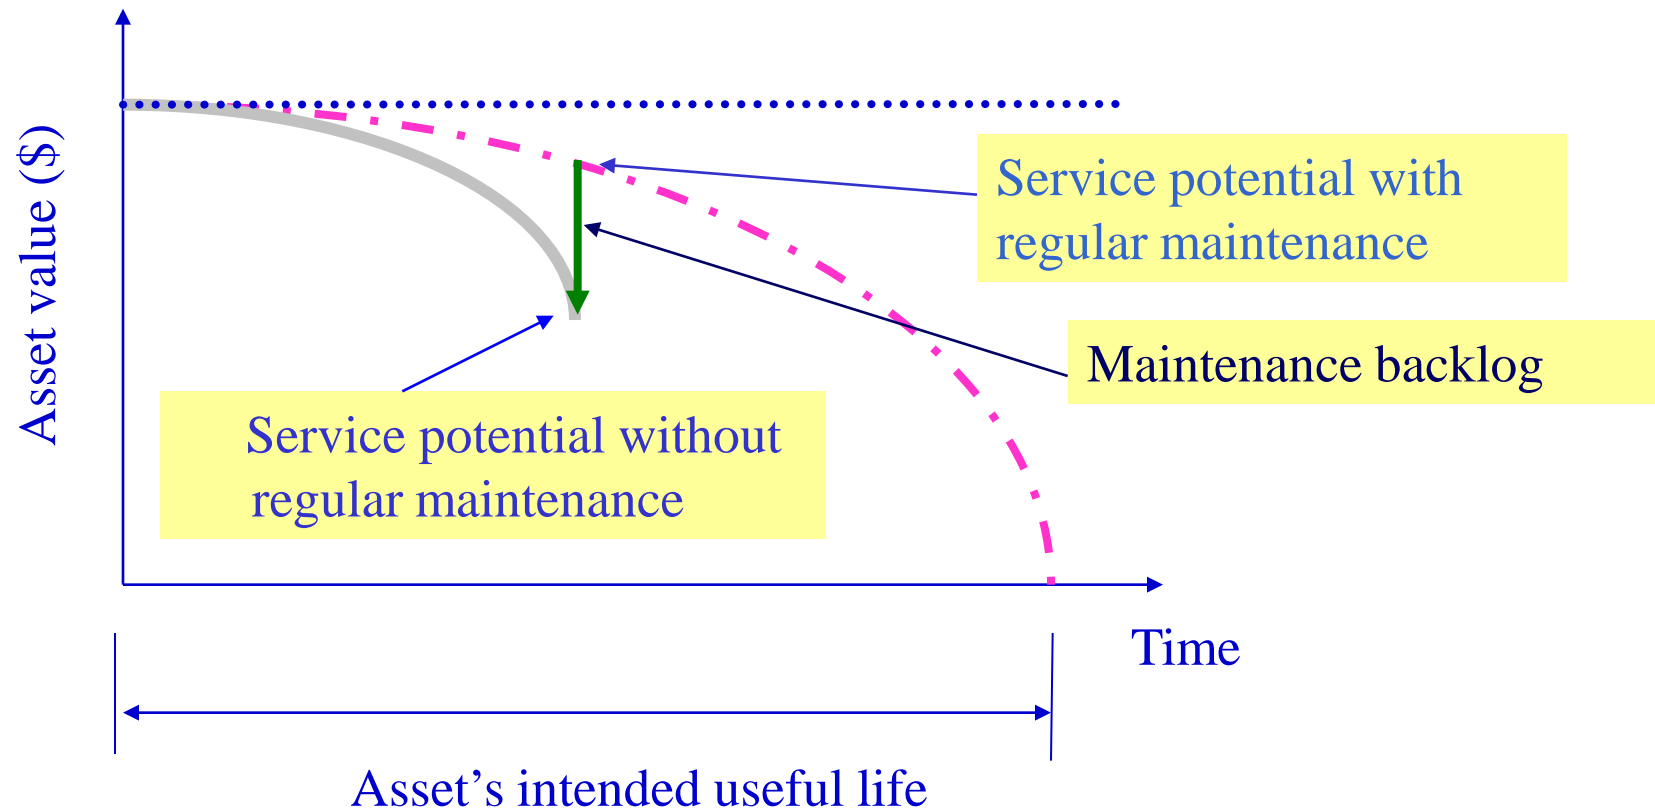 Asset value ($)
Service potential with
regular maintenance
Maintenance backlog
Service potential without
regular maintenance
Time
Asset’s intended useful life